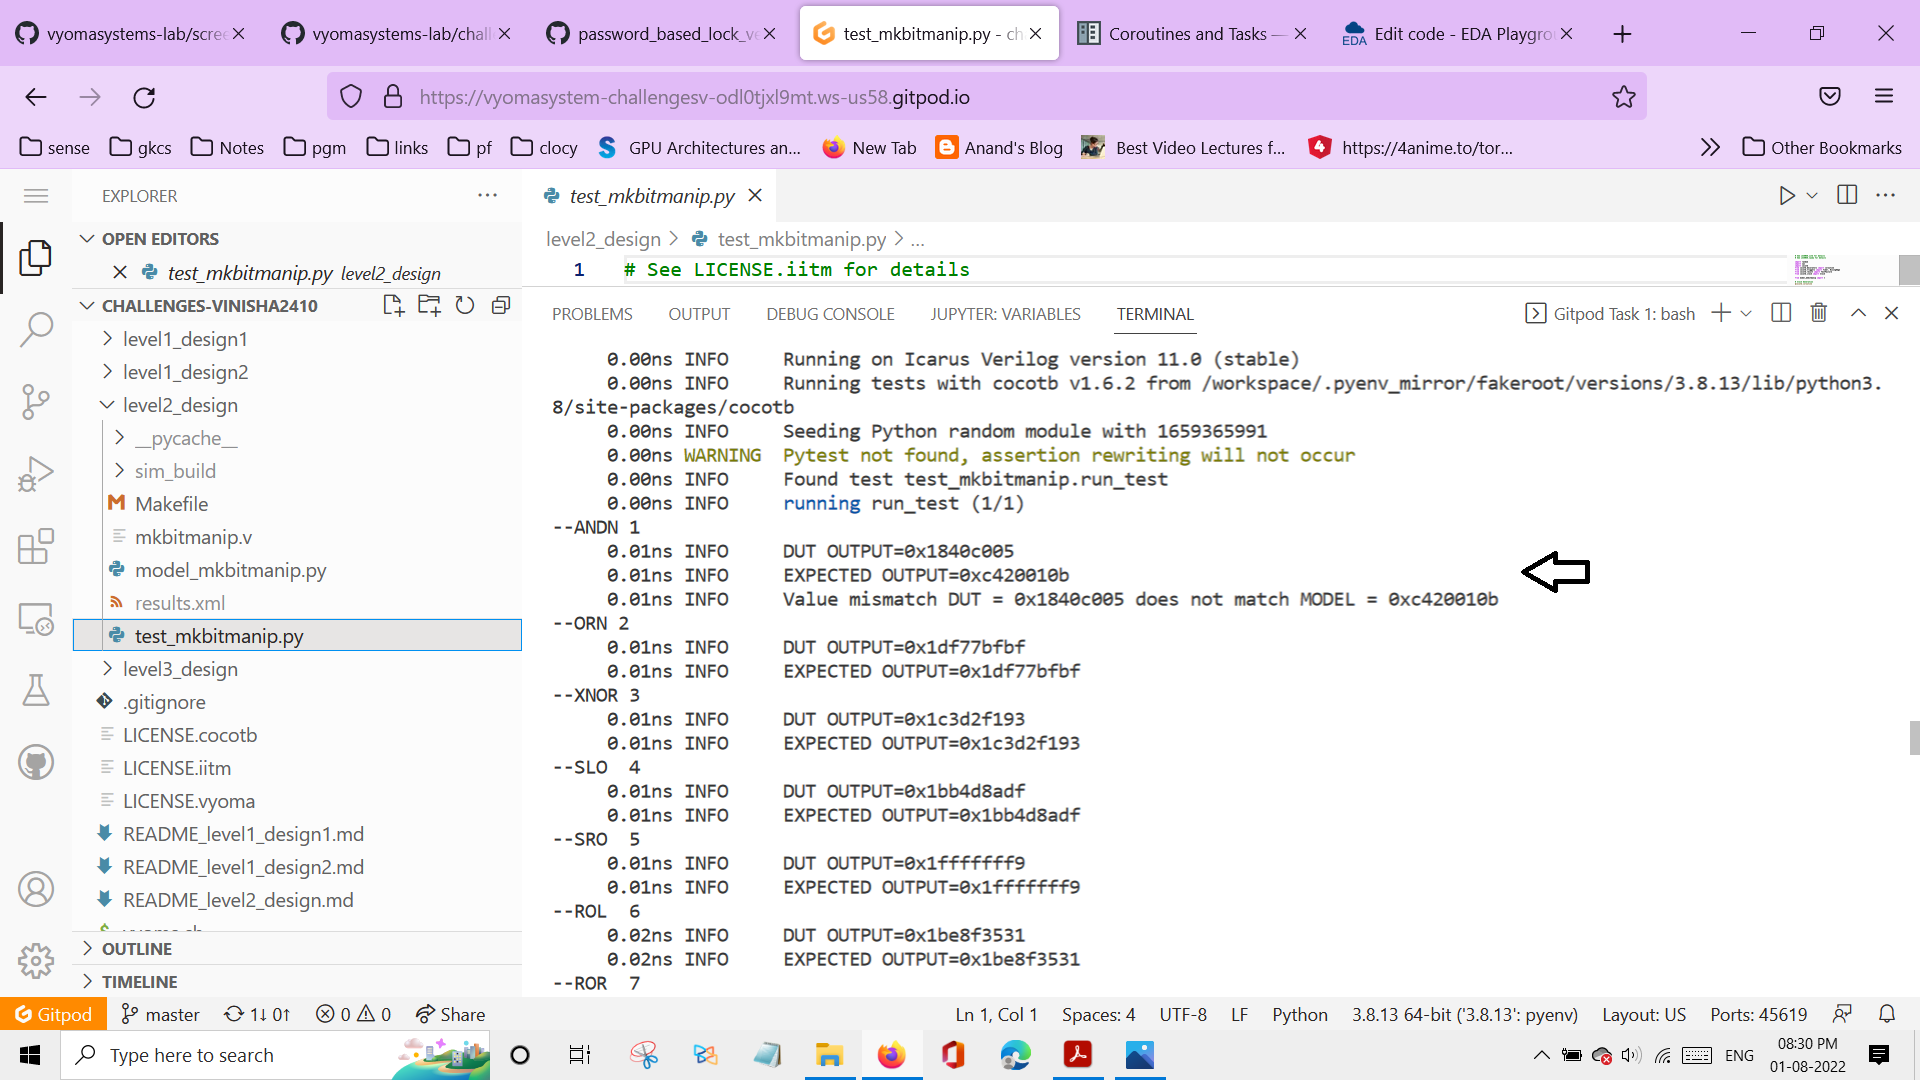 vyomasystems-lab/scree
vyomasystems-lab/chall
password_based_lock_ve
test_mkbitmanip.py - ch
Coroutines and Tasks —
EDA
Edit code - EDA Playgrou
https://vyomasystem-challengesv-odl0tjxl9mt.ws-us58.gitpod.io
sense
gkcs
Notes
pgm
links
pf
clocy
GPU Architectures an...
New Tab
Anand's Blog
Best Video Lectures f...
https://4anime.to/tor...
Other Bookmarks
EXPLORER
OPEN EDITORS
test_mkbitmanip.py level2_design
CHALLENGES-VINISHA2410
level1_design1
level1_design2
level2_design
__pycache__
sim_build
Makefile
mkbitmanip.v
model_mkbitmanip.py
results.xml
test_mkbitmanip.py
level3_design
.gitignore
LICENSE.cocotb
LICENSE.iitm
LICENSE.vyoma
README_level1_design1.md
README_level1_design2.md
README_level2_design.md
OUTLINE
TIMELINE
test_mkbitmanip.py
level2_design > test_mkbitmanip.py > ...
1 # See LICENSE.iitm for details
PROBLEMS OUTPUT DEBUG CONSOLE JUPYTER: VARIABLES TERMINAL
Gitpod Task 1: bash
0.00ns INFO Running on Icarus Verilog version 11.0 (stable)
0.00ns INFO Running tests with cocotb v1.6.2 from /workspace/.pyenv_mirror/fakeroot/versions/3.8.13/lib/python3.
8/site-packages/cocotb
0.00ns INFO Seeding Python random module with 1659365991
0.00ns WARNING Pytest not found, assertion rewriting will not occur
0.00ns INFO Found test test_mkbitmanip.run_test
0.00ns INFO running run_test (1/1)
--ANDN 1
0.01ns INFO DUT OUTPUT=0x1840c005
0.01ns INFO EXPECTED OUTPUT=0xc420010b
0.01ns INFO Value mismatch DUT = 0x1840c005 does not match MODEL = 0xc420010b
--ORN 2
0.01ns INFO DUT OUTPUT=0x1df77bfbf
0.01ns INFO EXPECTED OUTPUT=0x1df77bfbf
--XNOR 3
0.01ns INFO DUT OUTPUT=0x1c3d2f193
0.01ns INFO EXPECTED OUTPUT=0x1c3d2f193
--SLO 4
0.01ns INFO DUT OUTPUT=0x1bb4d8adf
0.01ns INFO EXPECTED OUTPUT=0x1bb4d8adf
--SRO 5
0.01ns INFO DUT OUTPUT=0x1fffffff9
0.01ns INFO EXPECTED OUTPUT=0x1fffffff9
--ROL 6
0.02ns INFO DUT OUTPUT=0x1be8f3531
0.02ns INFO EXPECTED OUTPUT=0x1be8f3531
--ROR 7
Gitpod
master
1↓ 0↑
0
0
Share
Ln 1, Col 1
Spaces: 4
UTF-8
LF
Python
3.8.13 64-bit ('3.8.13': pyenv)
Layout: US
Ports: 45619
Type here to search
ENG
08:30 PM
01-08-2022